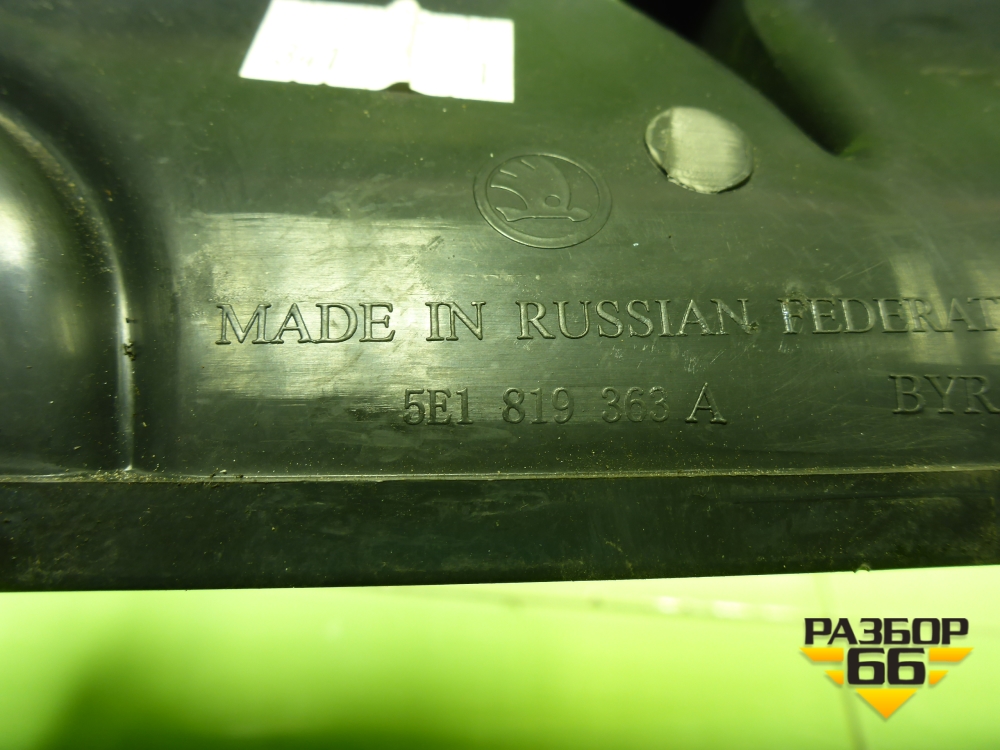 MADE IN RUSSIAN FEDERAT
5E1 819 363 A
BYR
РАЗБОР
66